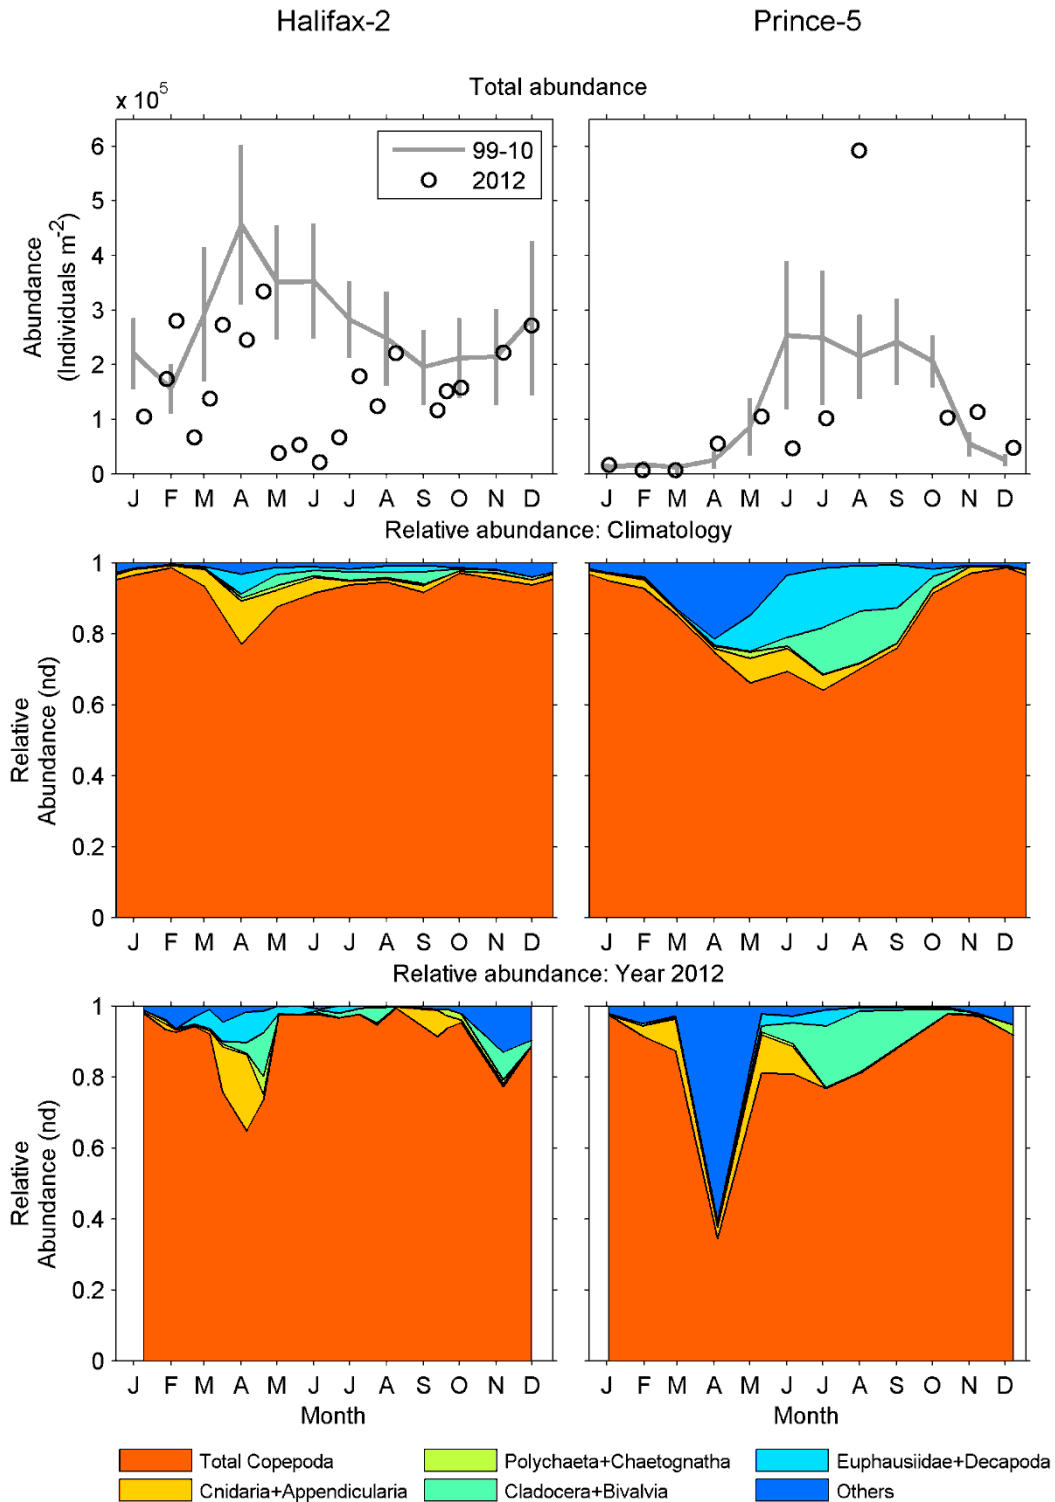 Halifax-2 Prince-5
Total abundance
x 10^5
6
5
4
3
2
1
0
Abundance
(Individuals m^-2)
99-10
2012
J F M A M J J A S O N D
J F M A M J J A S O N D
Relative abundance: Climatology
1
0.8
0.6
0.4
0.2
0
Relative
Abundance (nd)
J F M A M J J A S O N D
J F M A M J J A S O N D
Relative abundance: Year 2012
1
0.8
0.6
0.4
0.2
0
Relative
Abundance (nd)
J F M A M J J A S O N D
J F M A M J J A S O N D
Month Month
Total Copepoda Polychaeta+Chaetognatha Euphausiidae+Decapoda
Cnidaria+Appendicularia Cladocera+Bivalvia Others